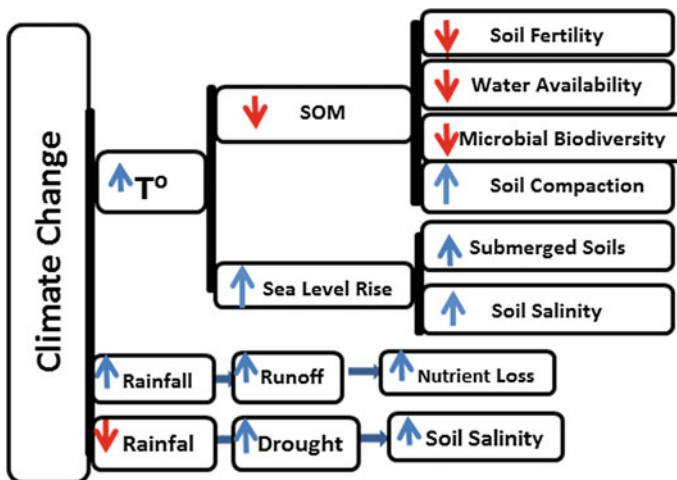 Climate Change
T⁰
SOM
Soil Fertility
Water Availability
Microbial Biodiversity
Soil Compaction
Sea Level Rise
Submerged Soils
Soil Salinity
Rainfall
Runoff
Nutrient Loss
Rainfal
Drought
Soil Salinity